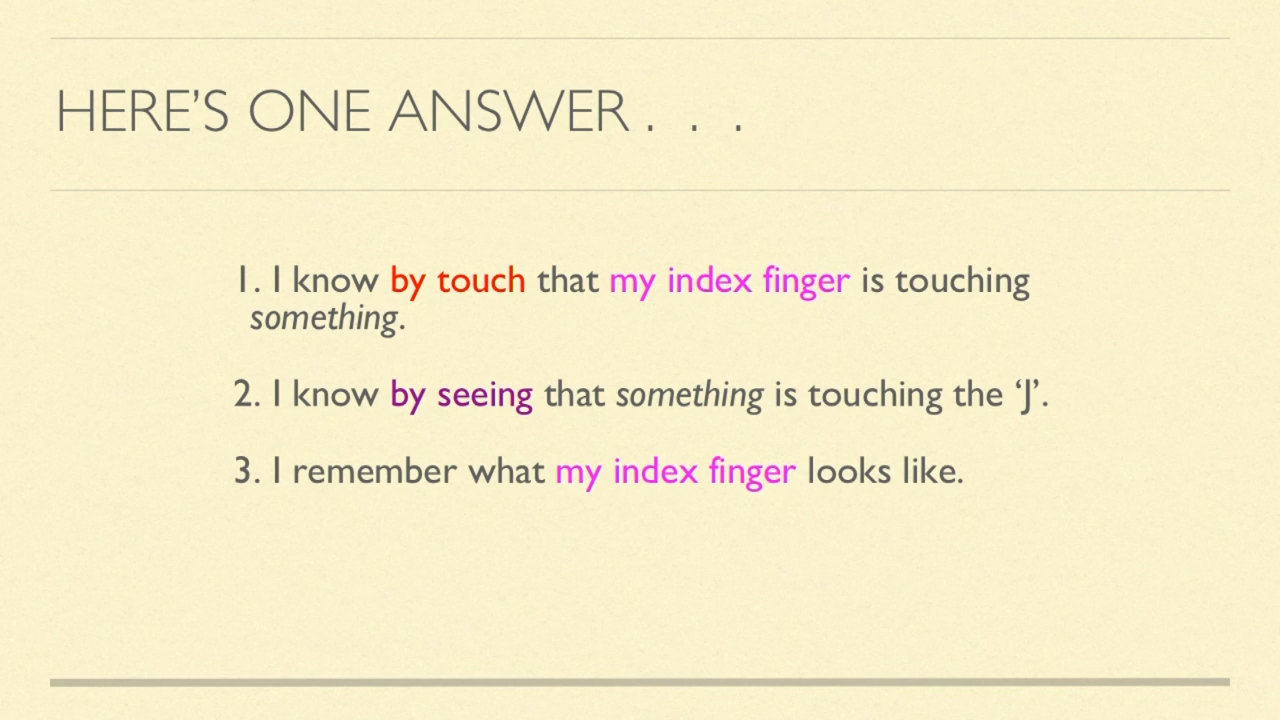 HERE’S ONE ANSWER . . .
1. I know by touch that my index finger is touching
something.
2. I know by seeing that something is touching the ‘J’.
3. I remember what my index finger looks like.